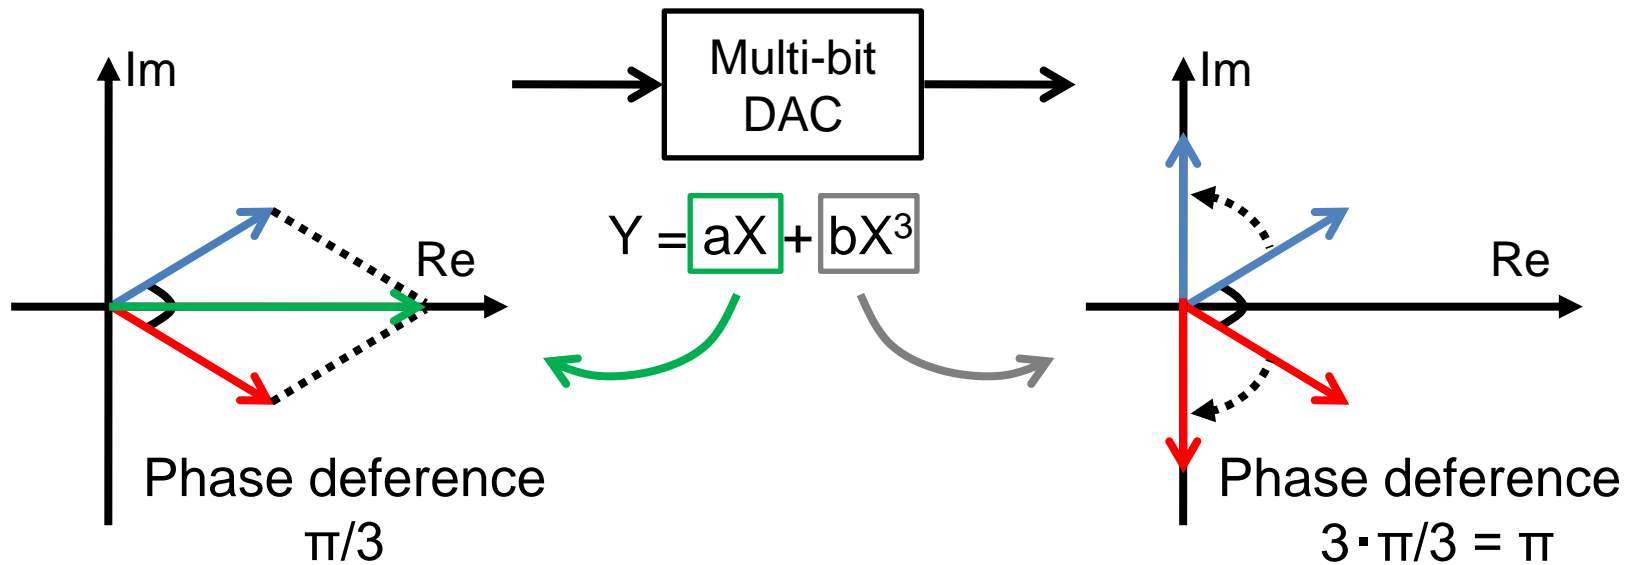 Im
Multi-bit
DAC
Im
Y = aX + bX³
Re
Re
Phase deference
π/3
Phase deference
3・π/3 = π